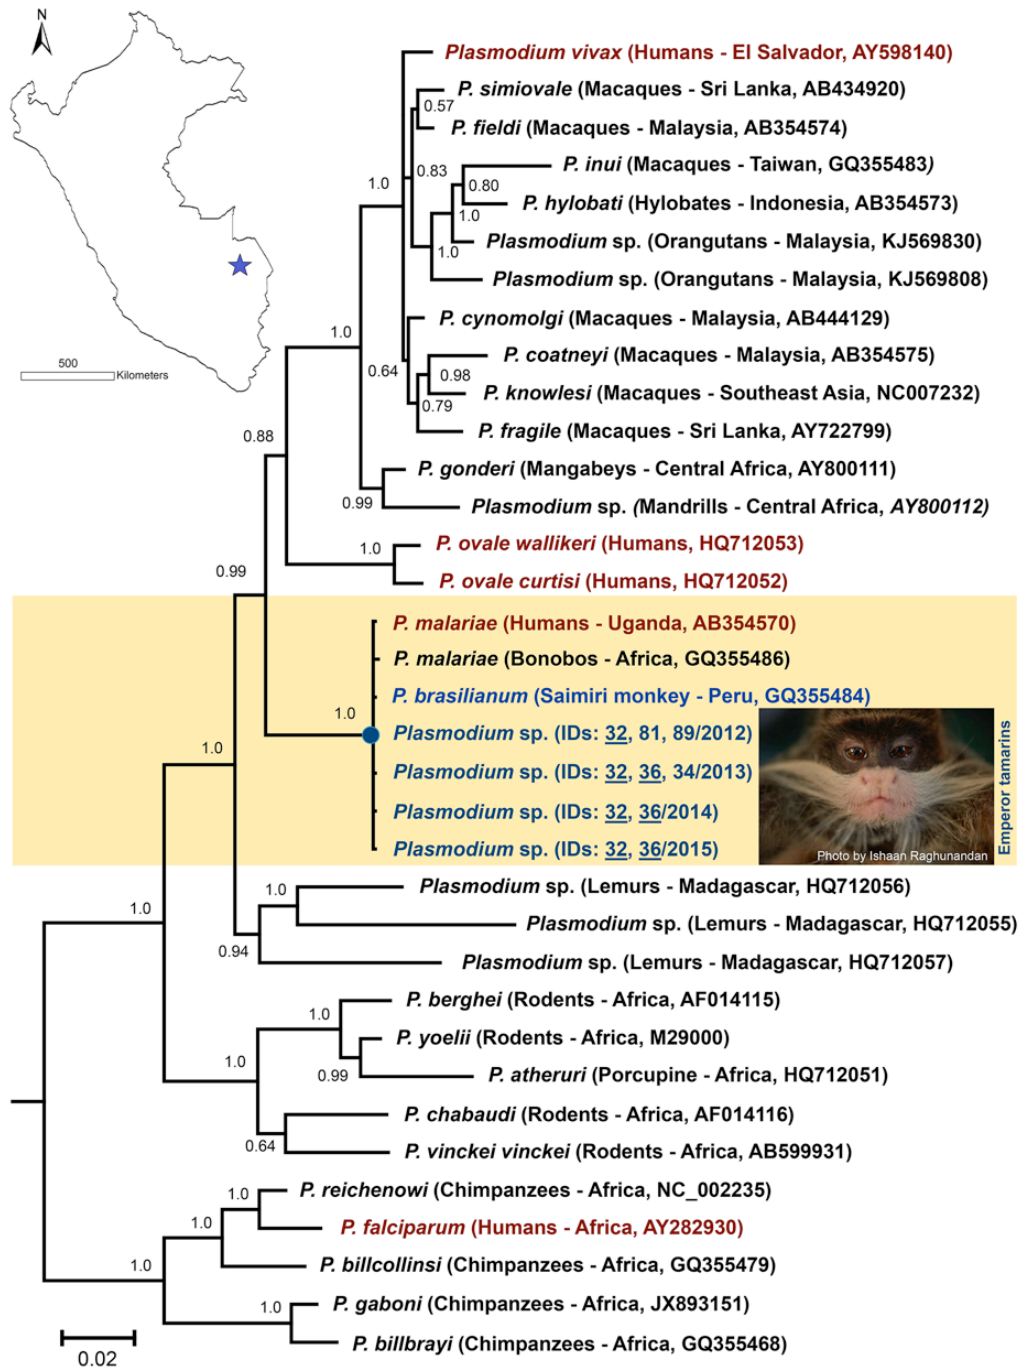 N
500
Kilometers
Plasmodium vivax (Humans - El Salvador, AY598140)
P. simiovale (Macaques - Sri Lanka, AB434920)
0.57
P. fieldi (Macaques - Malaysia, AB354574)
P. inui (Macaques - Taiwan, GQ355483)
0.83
1.0
0.80
P. hylobati (Hylobates - Indonesia, AB354573)
1.0
Plasmodium sp. (Orangutans - Malaysia, KJ569830)
1.0
Plasmodium sp. (Orangutans - Malaysia, KJ569808)
P. cynomolgi (Macaques - Malaysia, AB444129)
1.0
P. coatneyi (Macaques - Malaysia, AB354575)
0.64
0.98
P. knowlesi (Macaques - Southeast Asia, NC007232)
0.79
P. fragile (Macaques - Sri Lanka, AY722799)
0.88
P. gonderi (Mangabeys - Central Africa, AY800111)
0.99
Plasmodium sp. (Mandrills - Central Africa, AY800112)
1.0
P. ovale wallikeri (Humans, HQ712053)
0.99
P. ovale curtisi (Humans, HQ712052)
P. malariae (Humans - Uganda, AB354570)
P. malariae (Bonobos - Africa, GQ355486)
P. brasilianum (Saimiri monkey - Peru, GQ355484)
1.0
Plasmodium sp. (IDs: 32, 81, 89/2012)
1.0
Plasmodium sp. (IDs: 32, 36, 34/2013)
Plasmodium sp. (IDs: 32, 36/2014)
Plasmodium sp. (IDs: 32, 36/2015)
Photo by Ishaan Raghunandan
Emperor tamarins
1.0
Plasmodium sp. (Lemurs - Madagascar, HQ712056)
1.0
Plasmodium sp. (Lemurs - Madagascar, HQ712055)
0.94
Plasmodium sp. (Lemurs - Madagascar, HQ712057)
P. berghei (Rodents - Africa, AF014115)
1.0
P. yoelii (Rodents - Africa, M29000)
1.0
0.99
P. atheruri (Porcupine - Africa, HQ712051)
P. chabaudi (Rodents - Africa, AF014116)
0.64
P. vinckei vinckei (Rodents - Africa, AB599931)
P. reichenowi (Chimpanzees - Africa, NC_002235)
1.0
P. falciparum (Humans - Africa, AY282930)
1.0
P. billcollinsi (Chimpanzees - Africa, GQ355479)
1.0
P. gaboni (Chimpanzees - Africa, JX893151)
1.0
P. billbrayi (Chimpanzees - Africa, GQ355468)
0.02